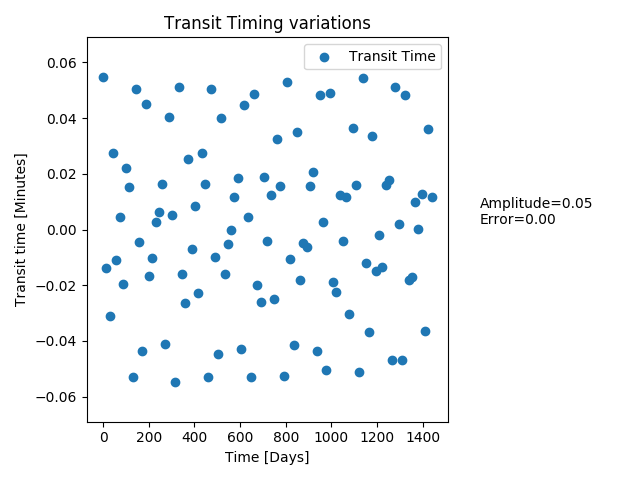 Transit Timing variations
Transit Time
0.06
0.04
0.02
0.00
−0.02
−0.04
−0.06
Transit time [Minutes]
0 200 400 600 800 1000 1200 1400
Time [Days]
Amplitude=0.05
Error=0.00